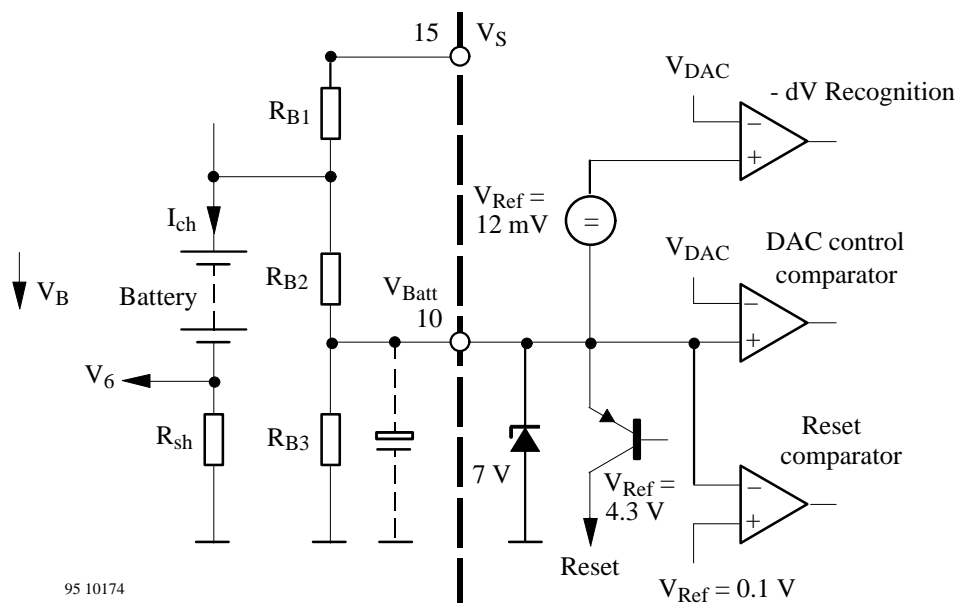 15
V_S
V_DAC
- dV Recognition
R_B1
−
+
V_Ref =
12 mV
=
I_ch
V_DAC
DAC control
comparator
V_B
Battery
R_B2
V_Batt
10
−
+
V_6
R_sh
R_B3
7 V
V_Ref =
4.3 V
Reset
comparator
−
+
Reset
V_Ref = 0.1 V
95 10174